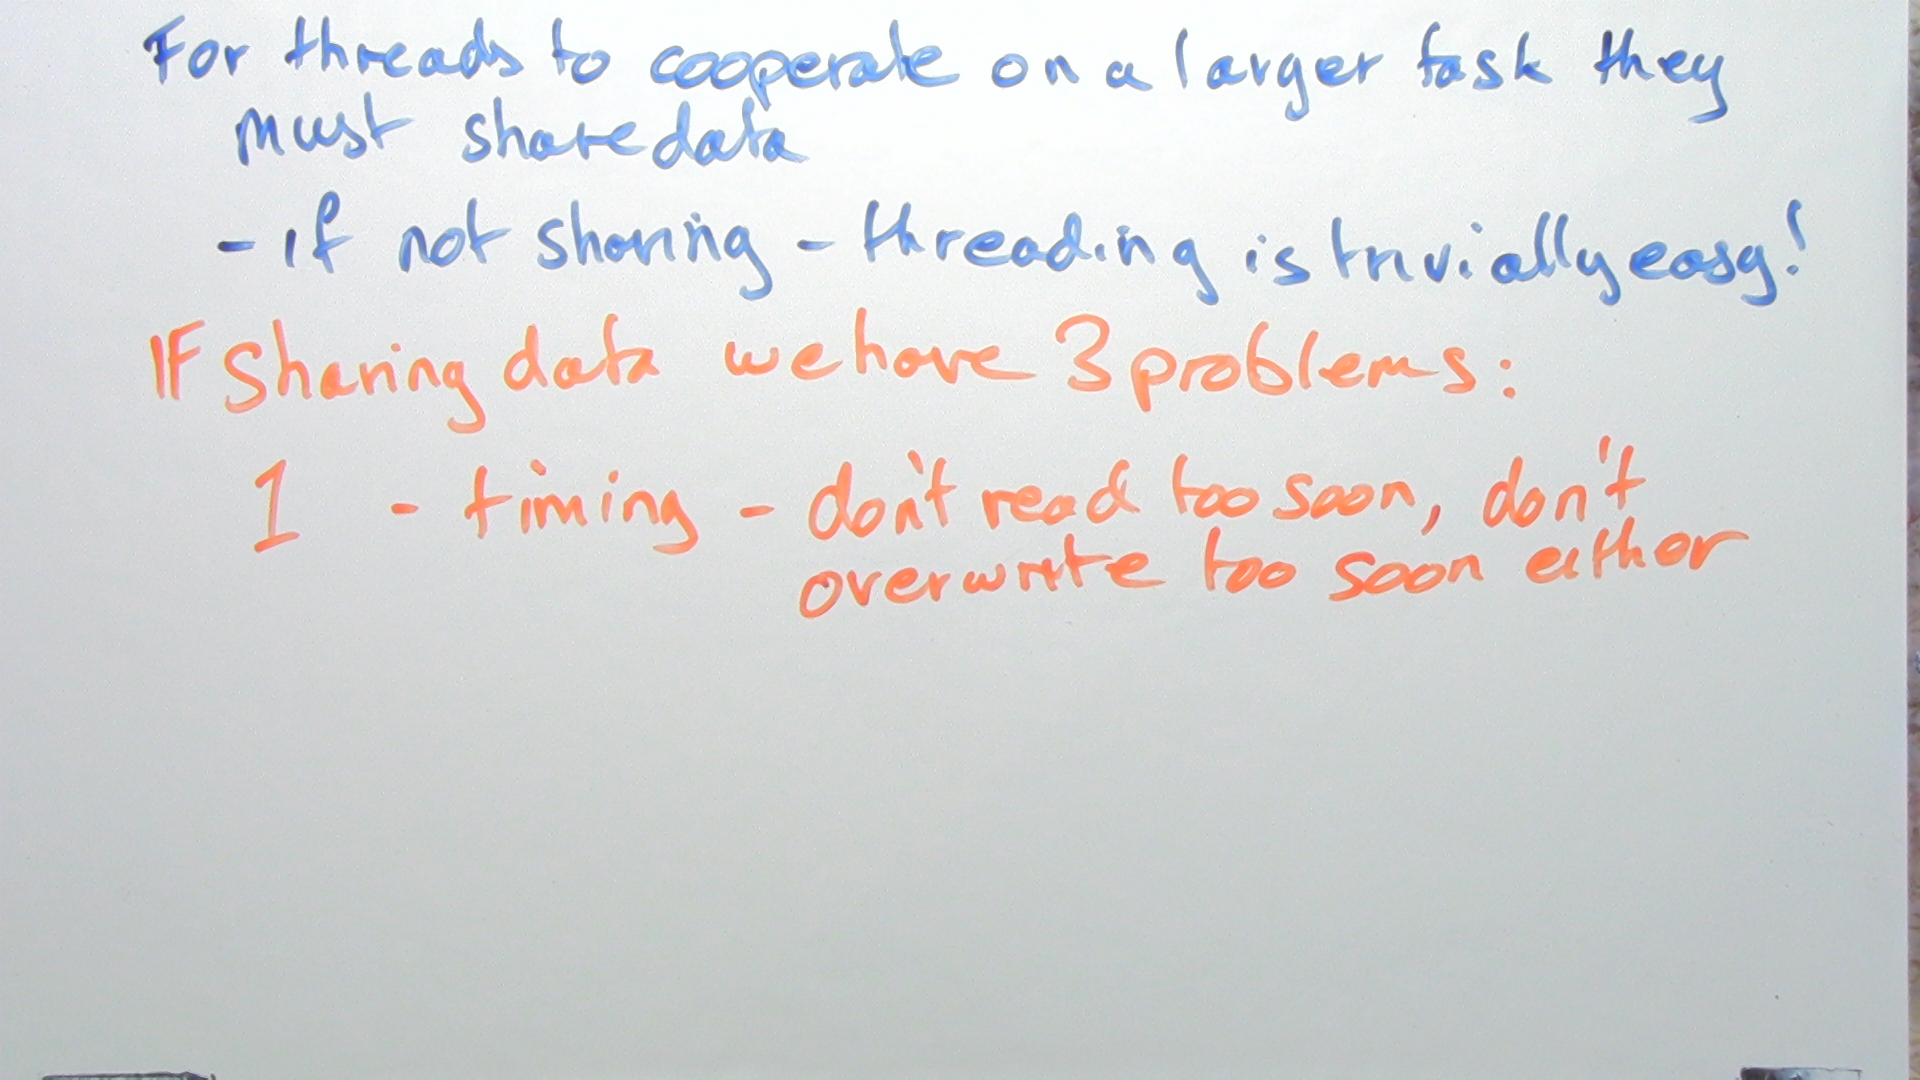 For threads to cooperate on a larger task they
must share data
- if not sharing - threading is trivially easy!
IF Sharing data we have 3 problems:
1 - timing - don't read too soon, don't
overwrite too soon either